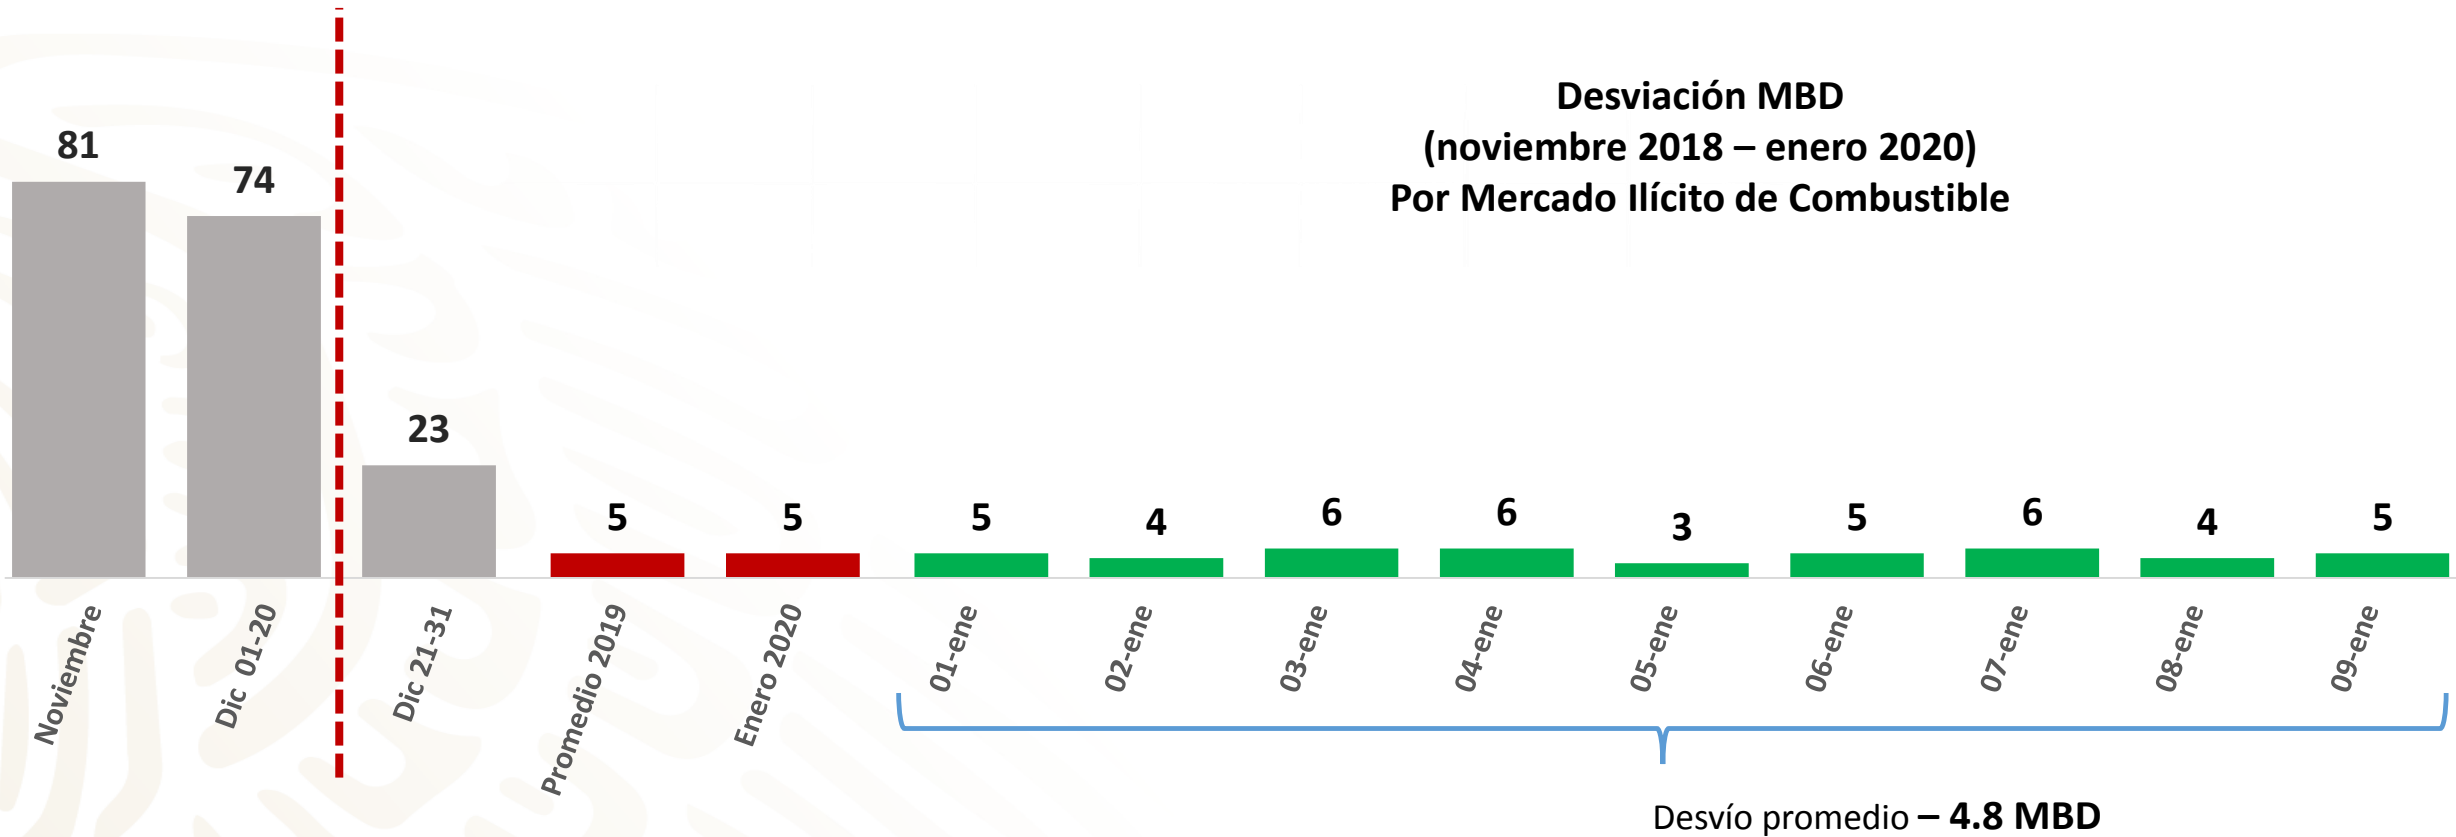 Desviación MBD
(noviembre 2018 – enero 2020)
Por Mercado Ilícito de Combustible
81
74
23
5
5
5
4
6
6
3
5
6
4
5
Noviembre
Dic 01-20
Dic 21-31
Promedio 2019
Enero 2020
01-ene
02-ene
03-ene
04-ene
05-ene
06-ene
07-ene
08-ene
09-ene
Desvío promedio – 4.8 MBD